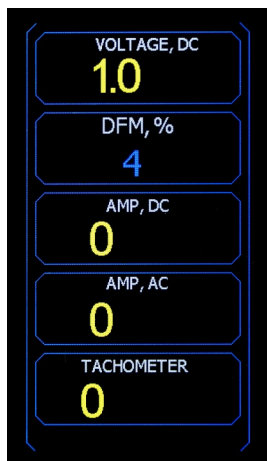 VOLTAGE, DC
1.0
DFM, %
4
AMP, DC
0
AMP, AC
0
TACHOMETER
0